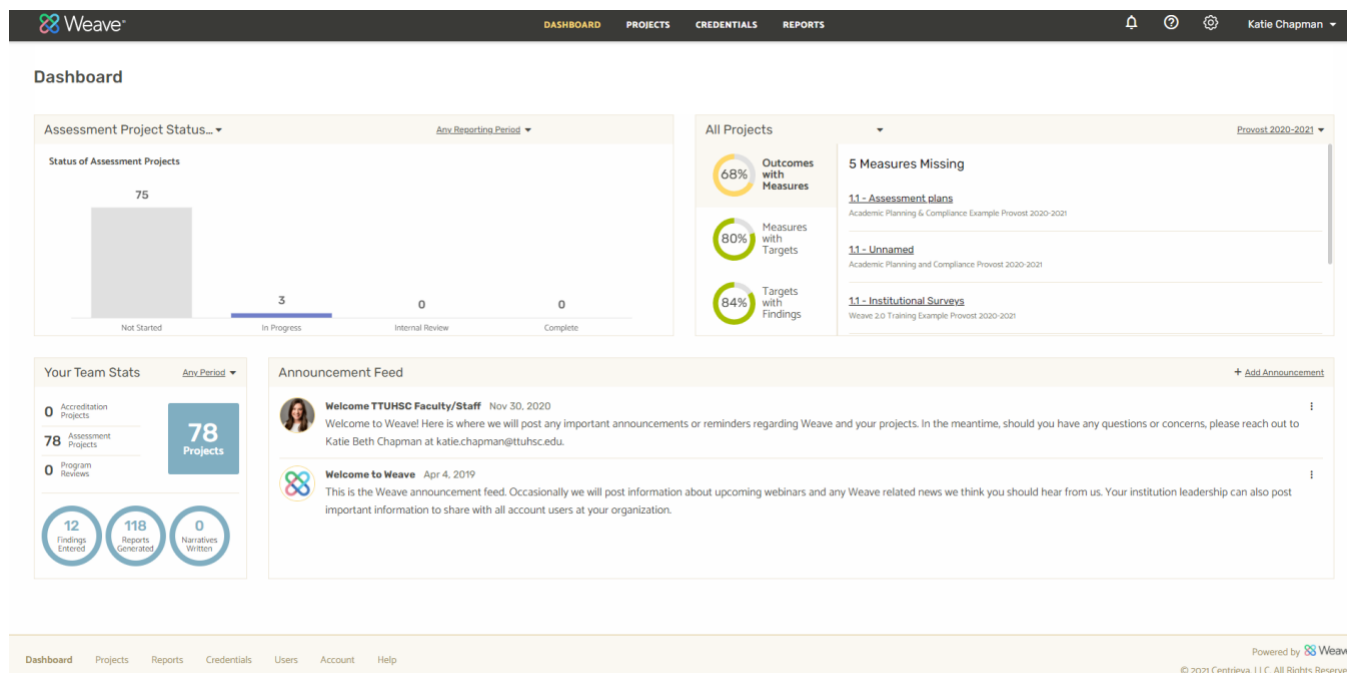 Weave
DASHBOARD PROJECTS CREDENTIALS REPORTS
Katie Chapman
Dashboard
Assessment Project Status...
Any Reporting Period
Status of Assessment Projects
75
3
0
0
Not Started
In Progress
Internal Review
Complete
All Projects
Provost 2020-2021
68%
Outcomes
with
Measures
80%
Measures
with
Targets
84%
Targets
with
Findings
5 Measures Missing
1.1 - Assessment plans
Academic Planning & Compliance Example Provost 2020-2021
1.1 - Unnamed
Academic Planning and Compliance Provost 2020-2021
1.1 - Institutional Surveys
Weave 2.0 Training Example Provost 2020-2021
Your Team Stats
Any Period
0 Accreditation
Projects
78 Assessment
Projects
0 Program
Reviews
78
Projects
12
Findings
Entered
118
Reports
Generated
0
Narratives
Written
Announcement Feed
+ Add Announcement
Welcome TTUHSC Faculty/Staff Nov 30, 2020
Welcome to Weave! Here is where we will post any important announcements or reminders regarding Weave and your projects. In the meantime, should you have any questions or concerns, please reach out to
Katie Beth Chapman at katie.chapman@ttuhsc.edu.
Welcome to Weave Apr 4, 2019
This is the Weave announcement feed. Occasionally we will post information about upcoming webinars and any Weave related news we think you should hear from us. Your institution leadership can also post
important information to share with all account users at your organization.
Dashboard Projects Reports Credentials Users Account Help
Powered by Weave
© 2021 Centrieva, LLC. All Rights Reserve